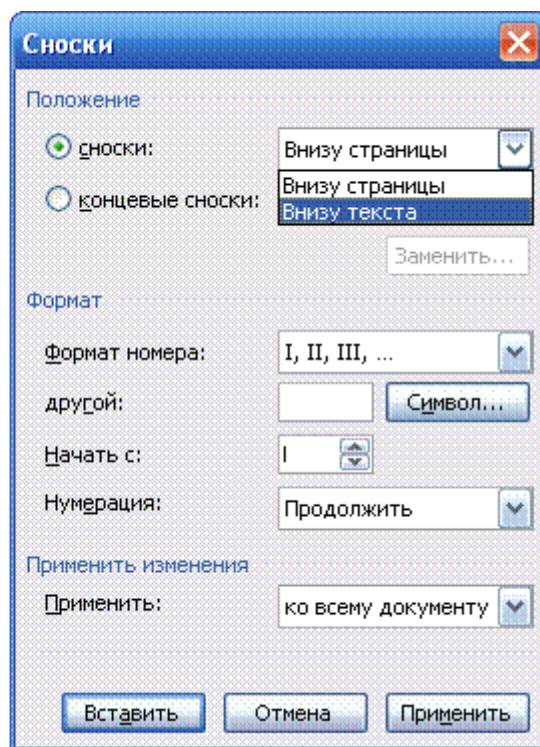 Сноски
Положение
сноски: Внизу страницы
Внизу страницы
концевые сноски: Внизу текста
Заменить...
Формат
Формат номера: I, II, III, ...
другой: Символ...
Начать с: I
Нумерация: Продолжить
Применить изменения
Применить: ко всему документу
Вставить Отмена Применить